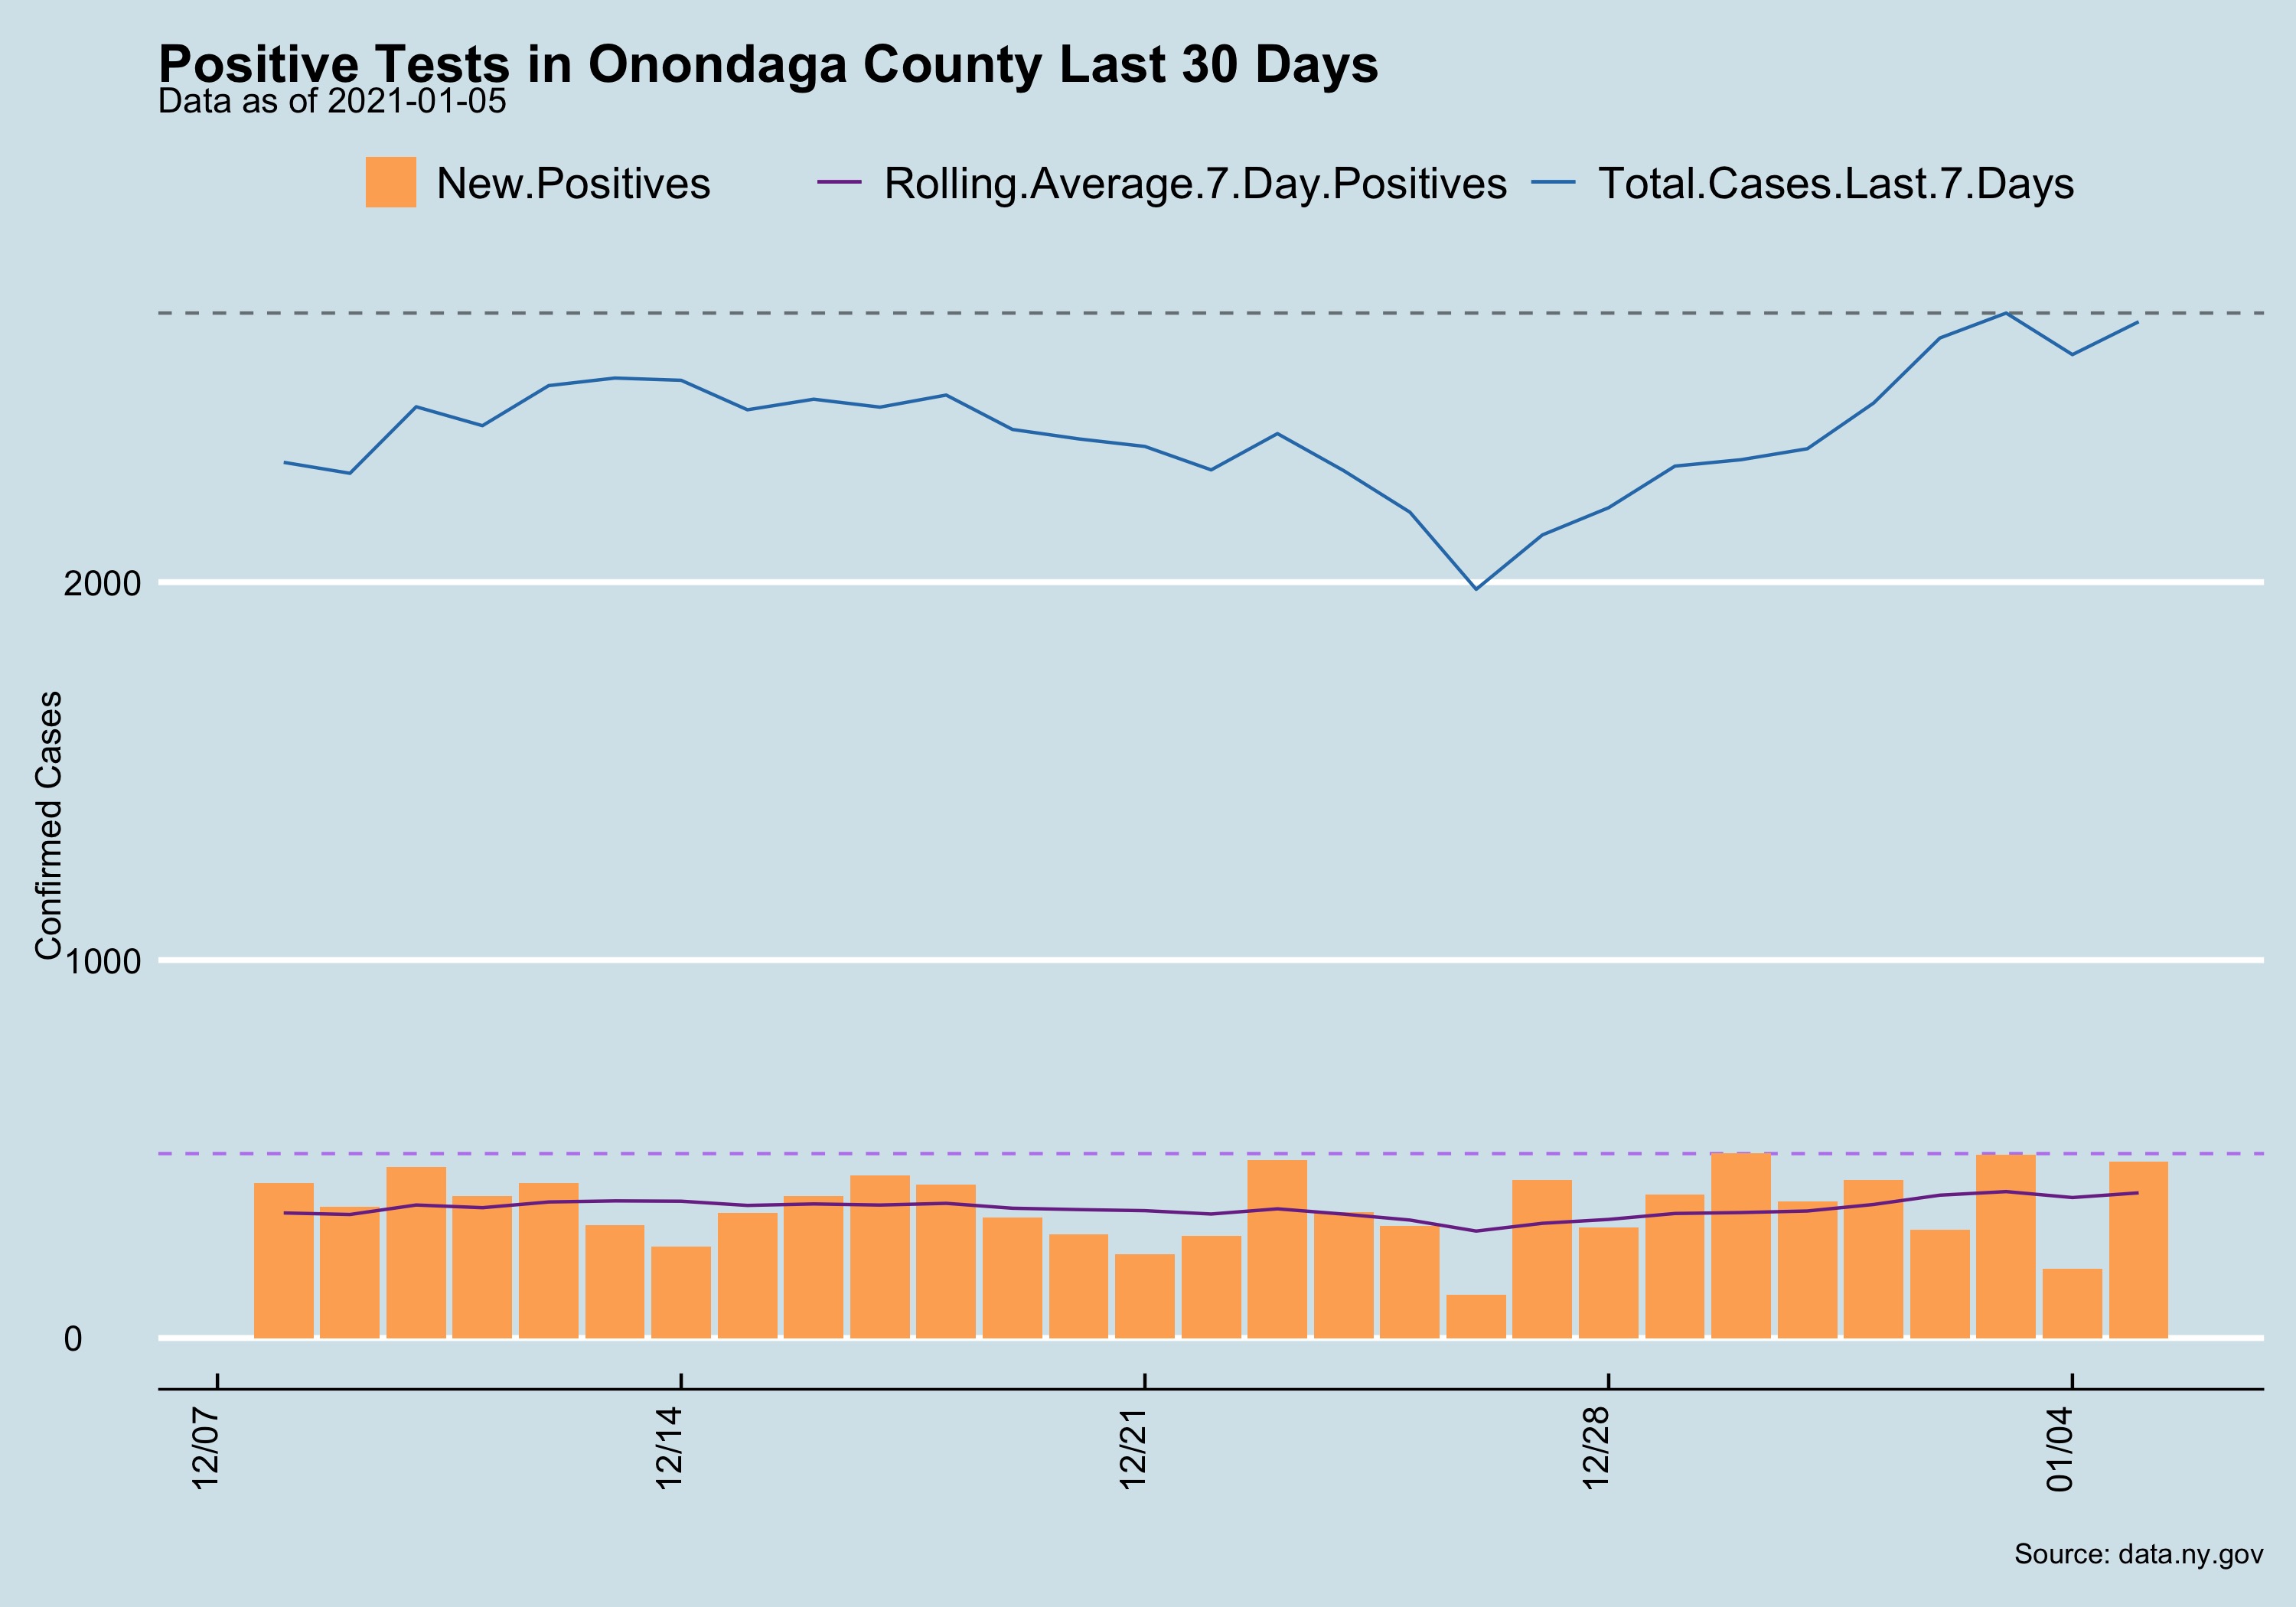 Positive Tests in Onondaga County Last 30 Days
Data as of 2021-01-05
New.Positives Rolling.Average.7.Day.Positives Total.Cases.Last.7.Days
Confirmed Cases
2000
1000
0
12/07 12/14 12/21 12/28 01/04
Source: data.ny.gov